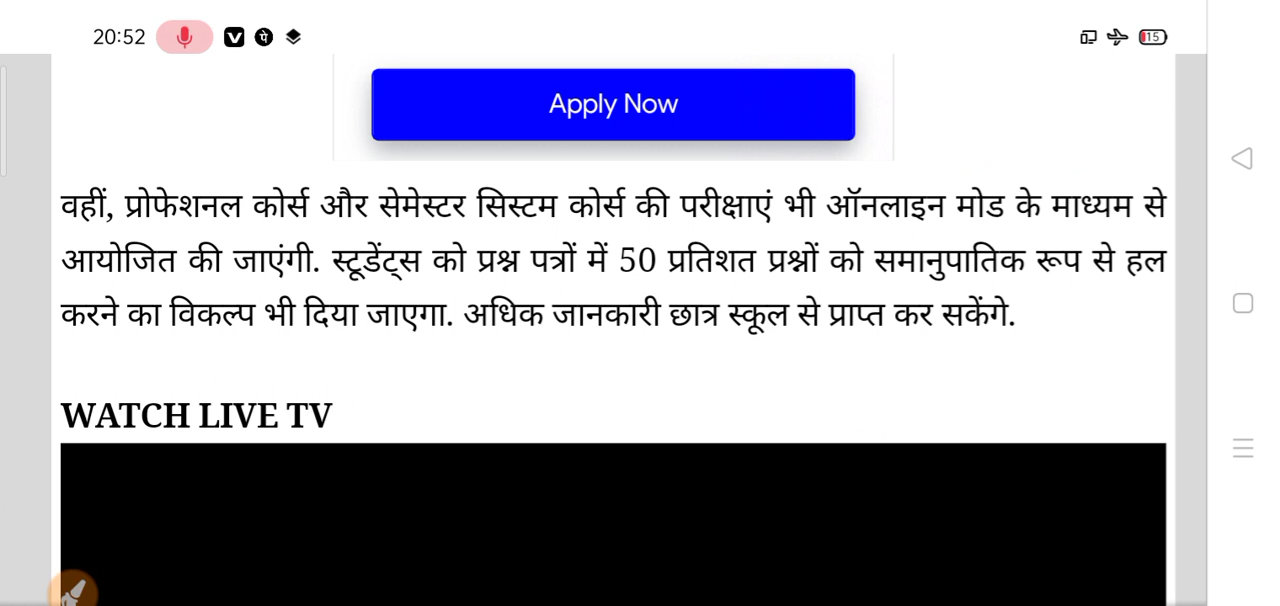 20:52
15
Apply Now
वहीं, प्रोफेशनल कोर्स और सेमेस्टर सिस्टम कोर्स की परीक्षाएं भी ऑनलाइन मोड के माध्यम से
आयोजित की जाएंगी. स्टूडेंट्स को प्रश्न पत्रों में 50 प्रतिशत प्रश्नों को समानुपातिक रूप से हल
करने का विकल्प भी दिया जाएगा. अधिक जानकारी छात्र स्कूल से प्राप्त कर सकेंगे.
WATCH LIVE TV